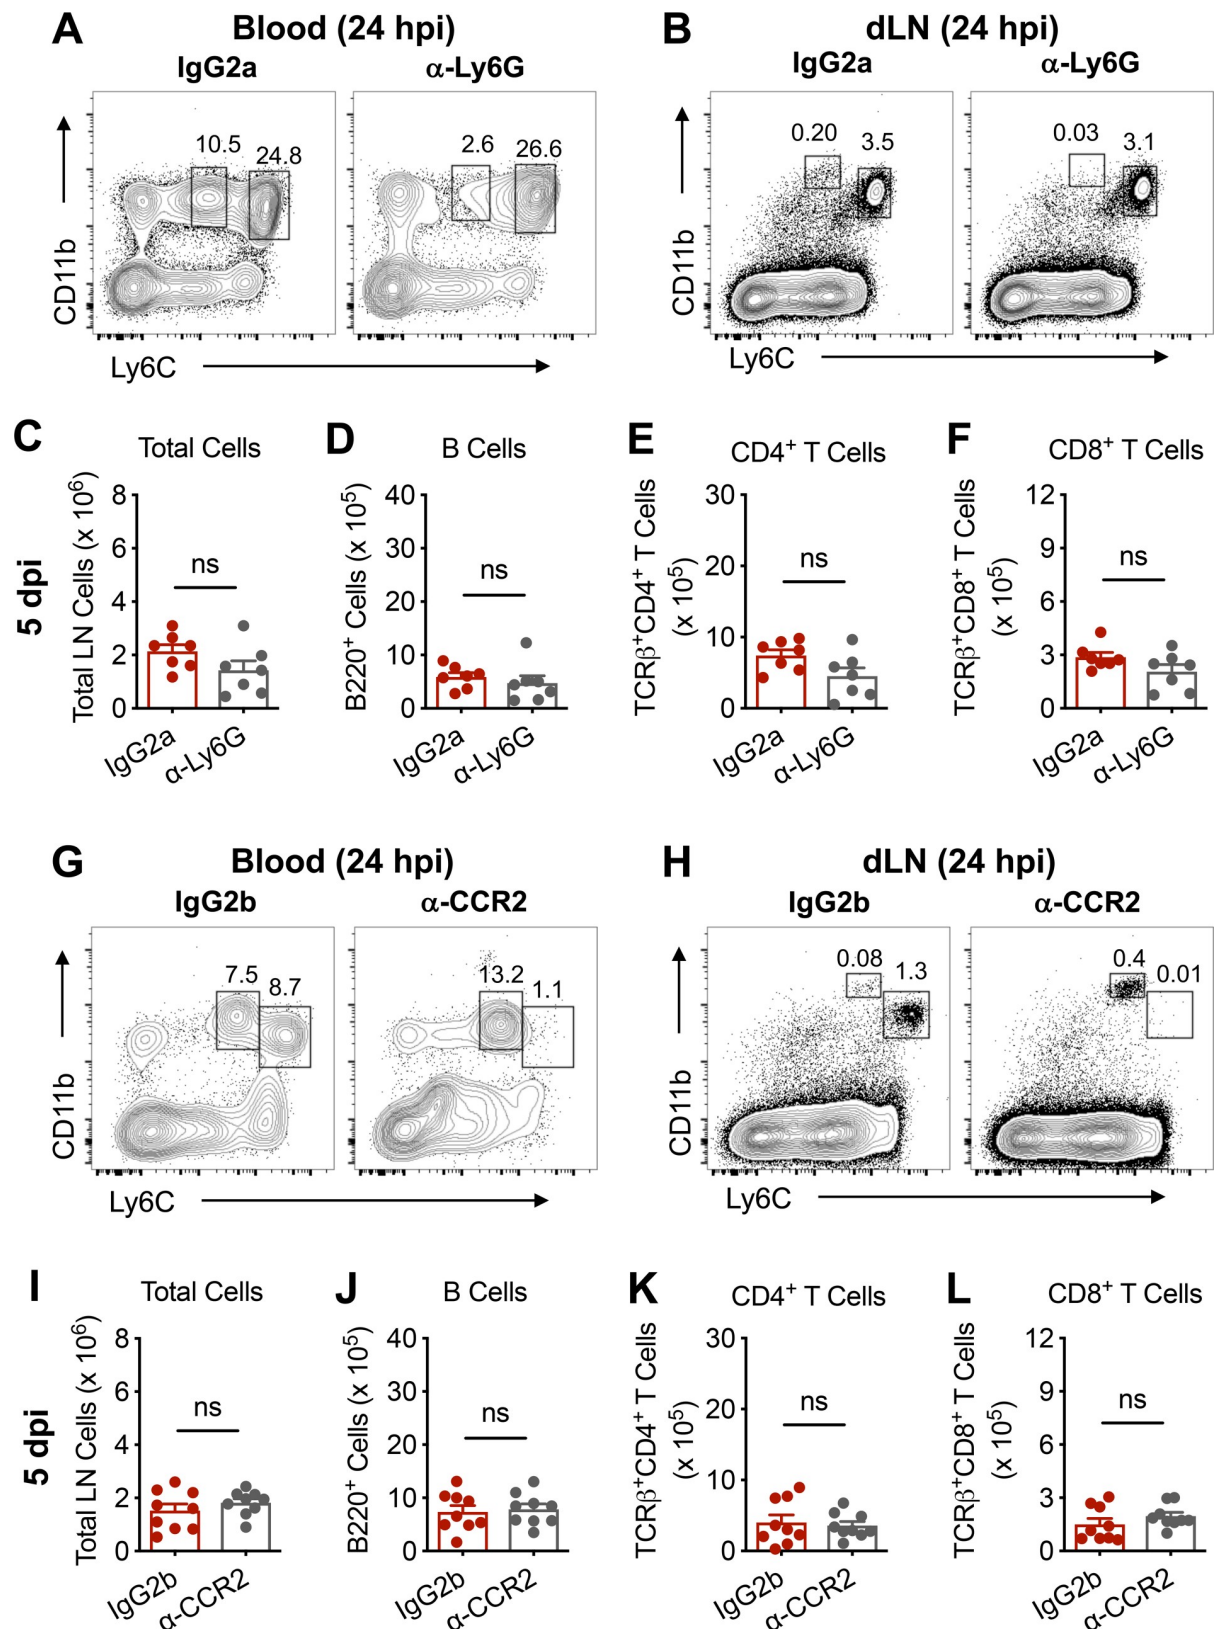 A Blood (24 hpi)
IgG2a α-Ly6G
10.5 24.8 2.6 26.6
CD11b
Ly6C
B dLN (24 hpi)
IgG2a α-Ly6G
0.20 3.5 0.03 3.1
CD11b
Ly6C
5 dpi
C Total Cells
Total LN Cells (x 10⁶)
8
6
4
2
0
ns
IgG2a α-Ly6G
D B Cells
B220⁺ Cells (x 10⁵)
40
30
20
10
0
ns
IgG2a α-Ly6G
E CD4⁺ T Cells
TCRβ⁺CD4⁺ T Cells
(x 10⁵)
30
20
10
0
ns
IgG2a α-Ly6G
F CD8⁺ T Cells
TCRβ⁺CD8⁺ T Cells
(x 10⁵)
12
9
6
3
0
ns
IgG2a α-Ly6G
G Blood (24 hpi)
IgG2b α-CCR2
7.5 8.7 13.2 1.1
CD11b
Ly6C
H dLN (24 hpi)
IgG2b α-CCR2
0.08 1.3 0.4 0.01
CD11b
Ly6C
5 dpi
I Total Cells
Total LN Cells (x 10⁶)
8
6
4
2
0
ns
IgG2b α-CCR2
J B Cells
B220⁺ Cells (x 10⁵)
40
30
20
10
0
ns
IgG2b α-CCR2
K CD4⁺ T Cells
TCRβ⁺CD4⁺ T Cells
(x 10⁵)
30
20
10
0
ns
IgG2b α-CCR2
L CD8⁺ T Cells
TCRβ⁺CD8⁺ T Cells
(x 10⁵)
12
9
6
3
0
ns
IgG2b α-CCR2